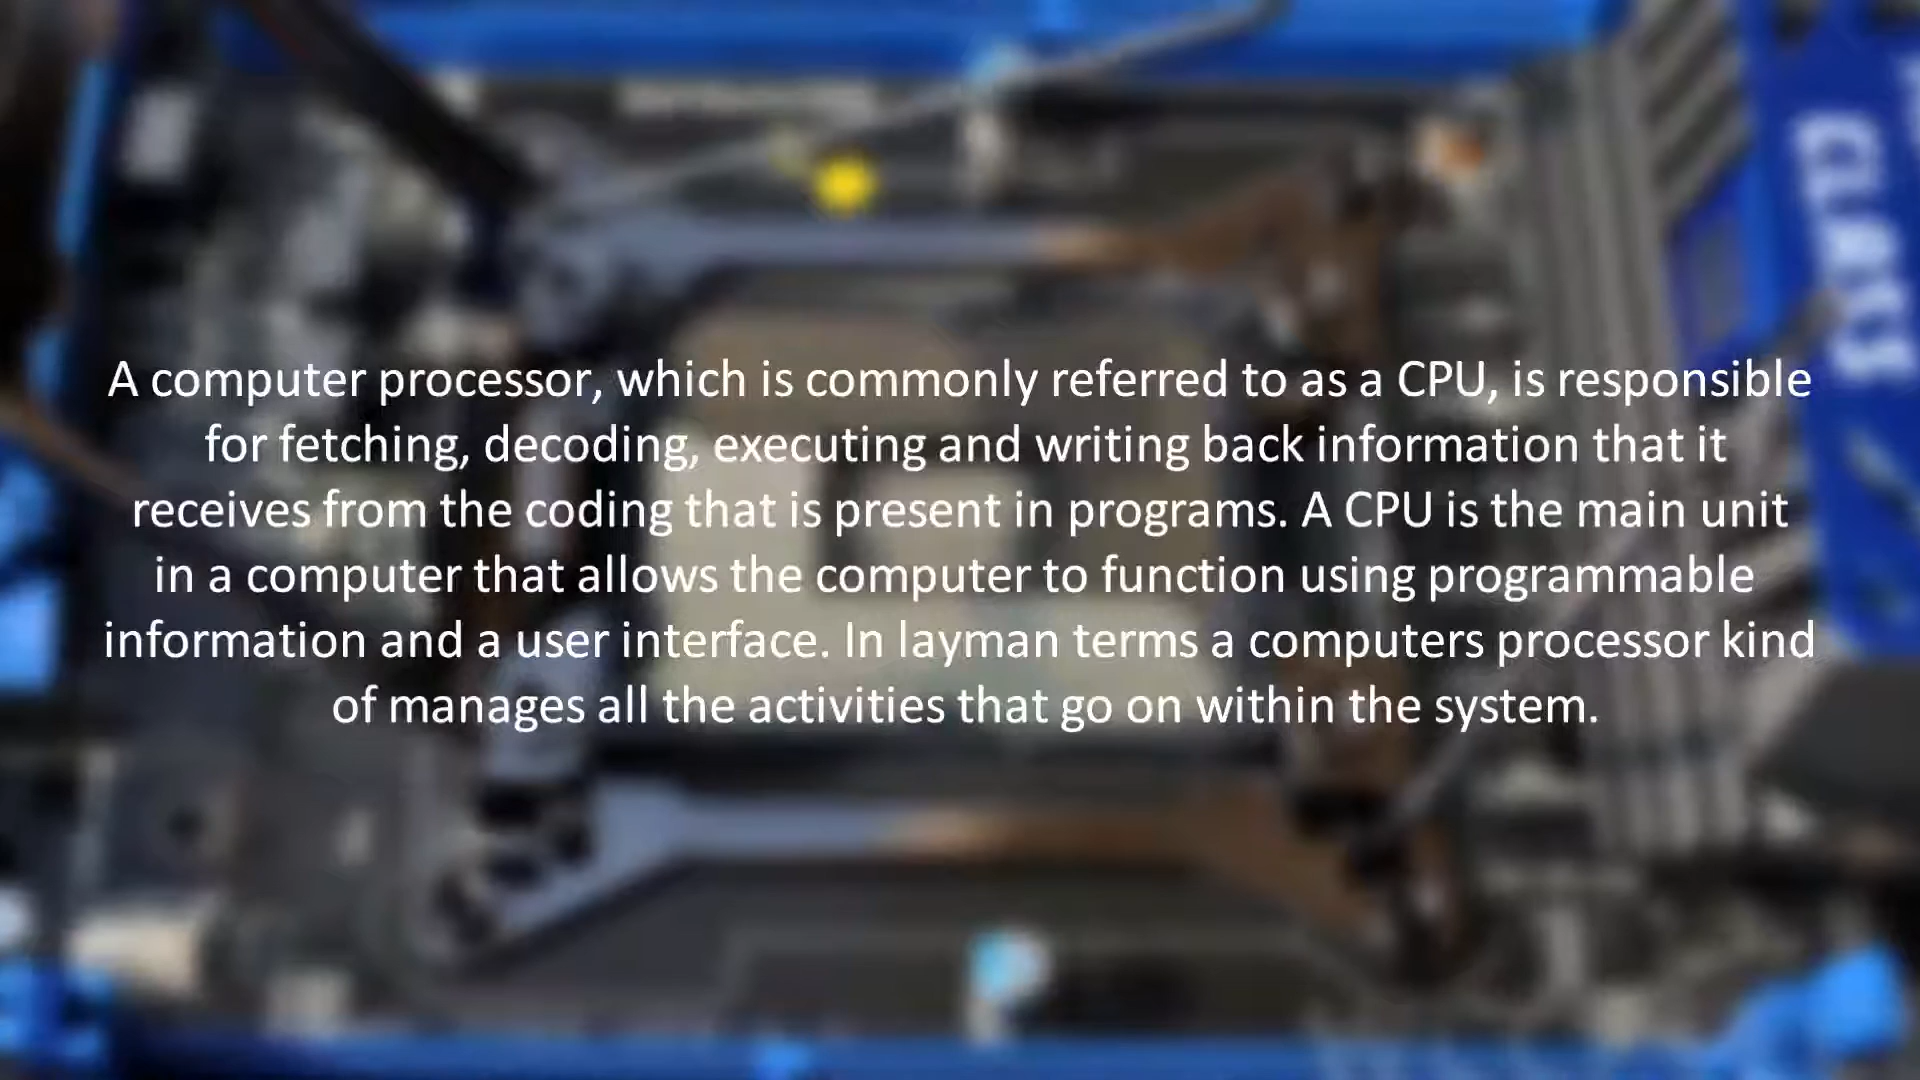 A computer processor, which is commonly referred to as a CPU, is responsible
for fetching, decoding, executing and writing back information that it
receives from the coding that is present in programs. A CPU is the main unit
in a computer that allows the computer to function using programmable
information and a user interface. In layman terms a computers processor kind
of manages all the activities that go on within the system.